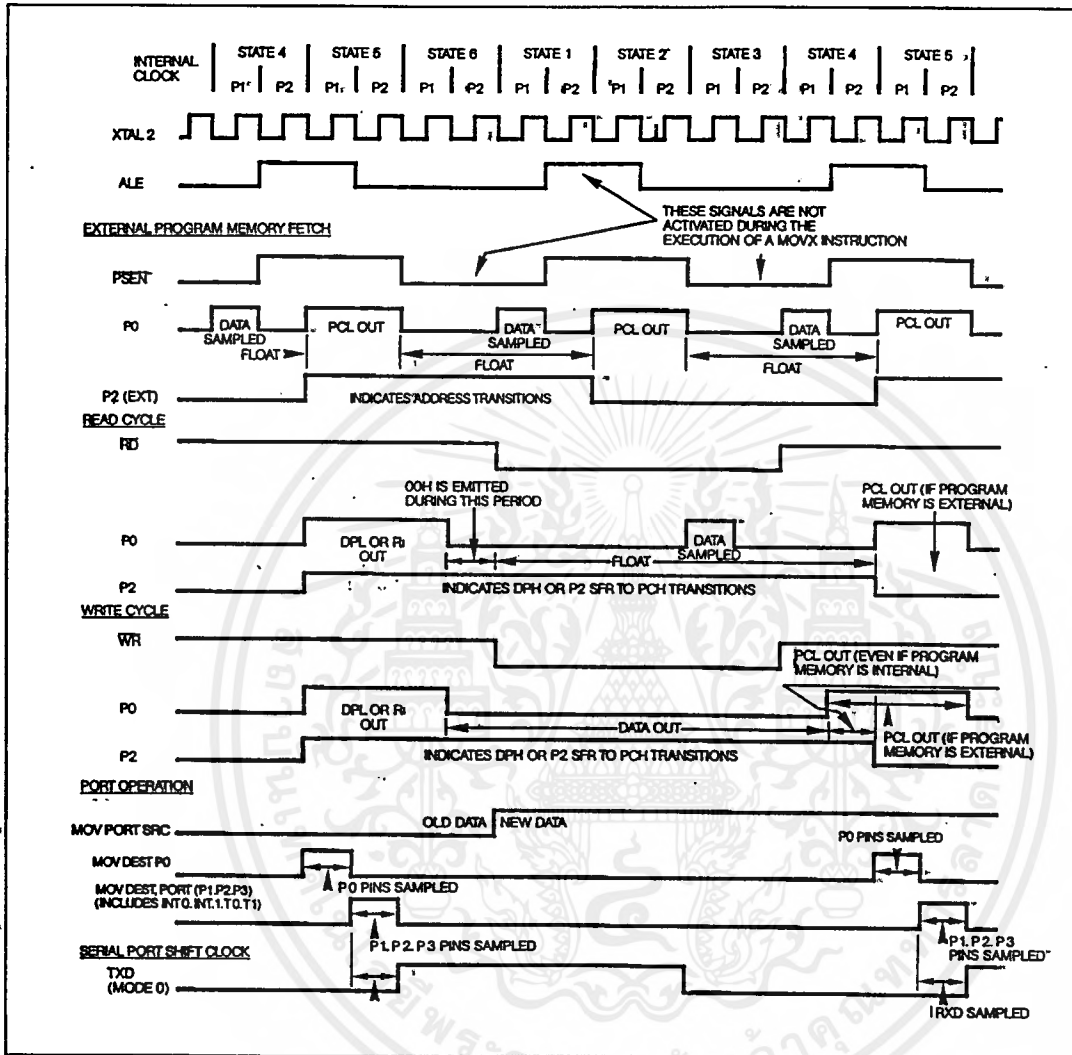 INTERNAL CLOCK
STATE 4 STATE 5 STATE 6 STATE 1 STATE 2 STATE 3 STATE 4 STATE 5
P1 P2 P1 P2 P1 P2 P1 P2 P1 P2 P1 P2 P1 P2 P1 P2
XTAL 2
ALE
THESE SIGNALS ARE NOT
ACTIVATED DURING THE
EXECUTION OF A MOVX INSTRUCTION
EXTERNAL PROGRAM MEMORY FETCH
PSEN
P0 DATA SAMPLED PCL OUT DATA SAMPLED PCL OUT DATA SAMPLED PCL OUT
FLOAT FLOAT FLOAT
P2 (EXT) INDICATES ADDRESS TRANSITIONS
READ CYCLE
RD
OOH IS EMITTED
DURING THIS PERIOD
PCL OUT (IF PROGRAM
MEMORY IS EXTERNAL)
P0 DPL OR Ri OUT DATA SAMPLED
FLOAT
P2 INDICATES DPH OR P2 SFR TO PCH TRANSITIONS
WRITE CYCLE
WR
PCL OUT (EVEN IF PROGRAM
MEMORY IS INTERNAL)
P0 DPL OR Ri OUT
DATA OUT
PCL OUT (IF PROGRAM
MEMORY IS EXTERNAL)
P2 INDICATES DPH OR P2 SFR TO PCH TRANSITIONS
PORT OPERATION
MOV PORT SRC OLD DATA NEW DATA
MOV DEST P0 P0 PINS SAMPLED
P0 PINS SAMPLED
MOV DEST, PORT (P1.P2.P3)
(INCLUDES INT0.INT.1.T0.T1)
P1, P2, P3 PINS SAMPLED
P1, P2, P3
PINS SAMPLED
SERIAL PORT SHIFT CLOCK
TXD
(MODE 0)
RXD SAMPLED